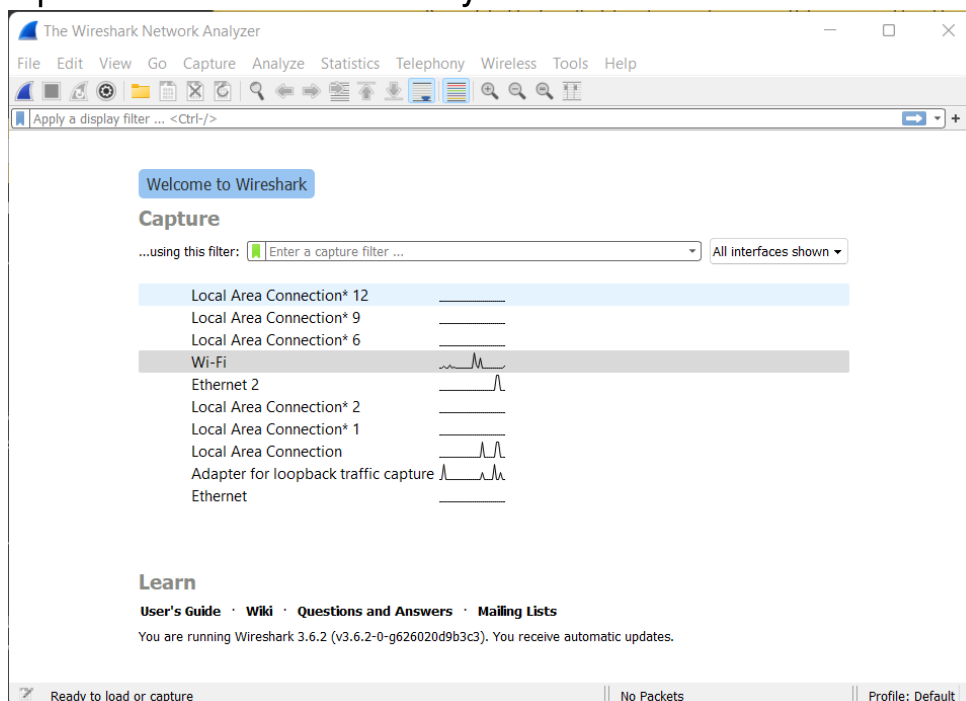 The Wireshark Network Analyzer
File Edit View Go Capture Analyze Statistics Telephony Wireless Tools Help
Apply a display filter ... <Ctrl-/>
+
Welcome to Wireshark
Capture
...using this filter: Enter a capture filter ... All interfaces shown
Local Area Connection* 12
Local Area Connection* 9
Local Area Connection* 6
Wi-Fi
Ethernet 2
Local Area Connection* 2
Local Area Connection* 1
Local Area Connection
Adapter for loopback traffic capture
Ethernet
Learn
User's Guide · Wiki · Questions and Answers · Mailing Lists
You are running Wireshark 3.6.2 (v3.6.2-0-g626020d9b3c3). You receive automatic updates.
Ready to load or capture No Packets Profile: Default